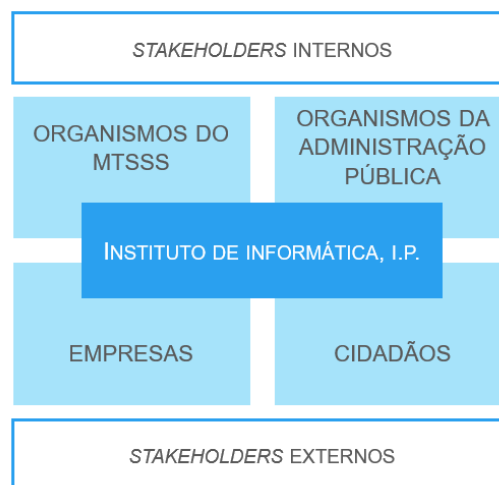 STAKEHOLDERS INTERNOS
ORGANISMOS DO
MTSSS
ORGANISMOS DA
ADMINISTRAÇÃO
PÚBLICA
INSTITUTO DE INFORMÁTICA, I.P.
EMPRESAS
CIDADÃOS
STAKEHOLDERS EXTERNOS